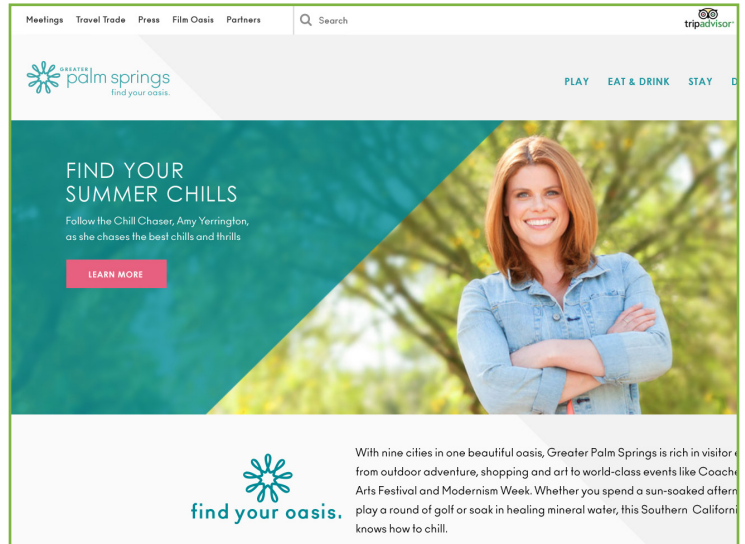 Meetings Travel Trade Press Film Oasis Partners Search tripadvisor
GREATER
palm springs
find your oasis.
PLAY EAT & DRINK STAY
FIND YOUR
SUMMER CHILLS
Follow the Chill Chaser, Amy Yerrington,
as she chases the best chills and thrills
LEARN MORE
find your oasis.
With nine cities in one beautiful oasis, Greater Palm Springs is rich in visitor
from outdoor adventure, shopping and art to world-class events like Coache
Arts Festival and Modernism Week. Whether you spend a sun-soaked aftern
play a round of golf or soak in healing mineral water, this Southern Californi
knows how to chill.